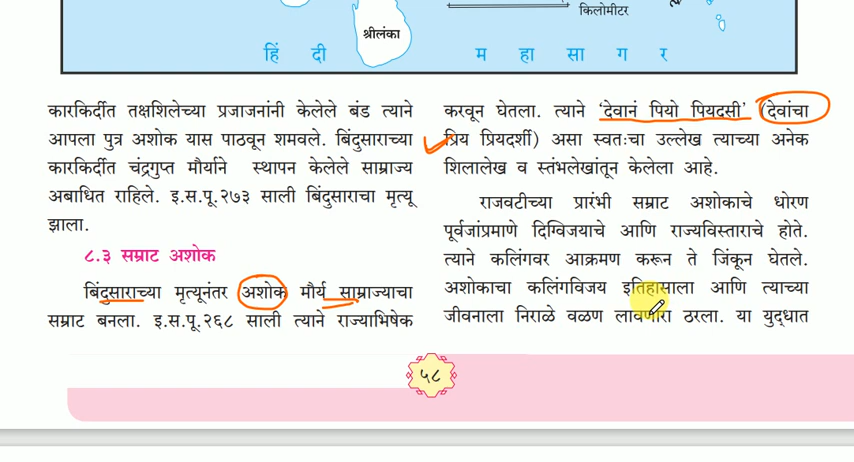 श्रीलंका
किलोमीटर
हिं दी म हा सा ग र
कारकिर्दीत तक्षशिलेच्या प्रजाजनांनी केलेले बंड त्याने
आपला पुत्र अशोक यास पाठवून शमवले. बिंदुसाराच्या
कारकिर्दीत चंद्रगुप्त मौर्याने स्थापन केलेले साम्राज्य
अबाधित राहिले. इ.स.पू.२७३ साली बिंदुसाराचा मृत्यू
झाला.
८.३ सम्राट अशोक
बिंदुसाराच्या मृत्यूनंतर अशोक मौर्य साम्राज्याचा
सम्राट बनला. इ.स.पू.२६८ साली त्याने राज्याभिषेक
करवून घेतला. त्याने ‘देवानं पियो पियदसी’ (देवांचा
प्रिय प्रियदर्शी) असा स्वतःचा उल्लेख त्याच्या अनेक
शिलालेख व स्तंभलेखांतून केलेला आहे.
राजवटीच्या प्रारंभी सम्राट अशोकाचे धोरण
पूर्वजांप्रमाणे दिग्विजयाचे आणि राज्यविस्ताराचे होते.
त्याने कलिंगवर आक्रमण करून ते जिंकून घेतले.
अशोकाचा कलिंगविजय इतिहासाला आणि त्याच्या
जीवनाला निराळे वळण लावणारा ठरला. या युद्धात
५८